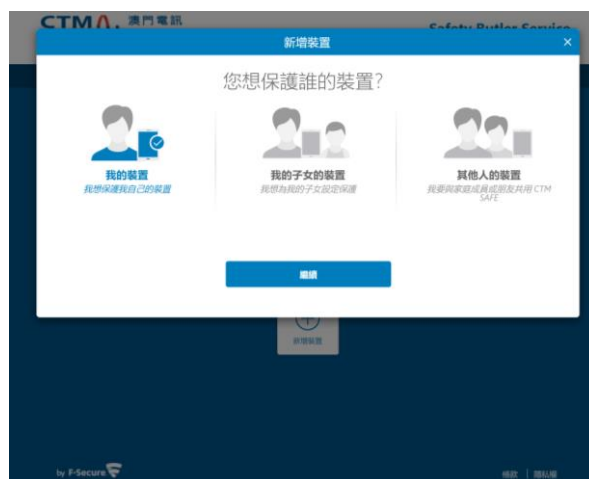 CTM 澳門電訊
Safety Butler Service
新增裝置 ×
您想保護誰的裝置?
我的裝置
我想保護我自己的裝置
我的子女的裝置
我想為我的子女設定保護
其他人的裝置
我要與家庭成員或朋友共用 CTM
SAFE
繼續
新增裝置
by F-Secure
條款 | 隱私權